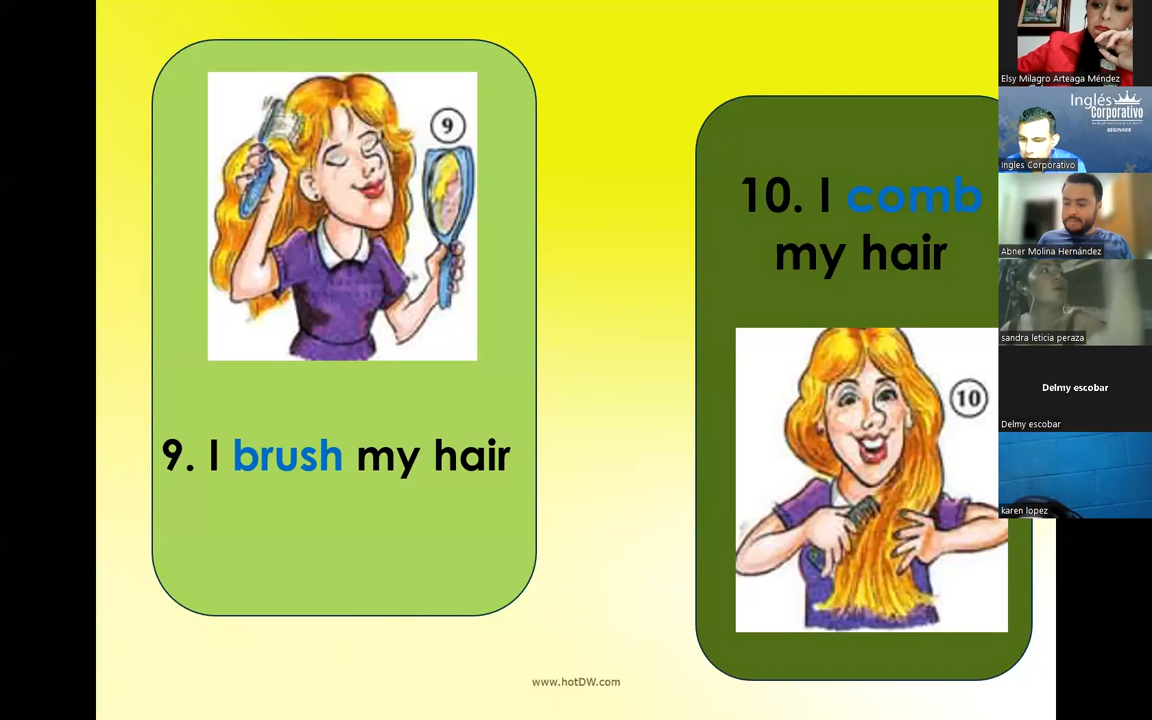 9
9. I brush my hair
10. I comb
my hair
10
www.hotDW.com
Elsy Milagro Arteaga Méndez
Inglés
Corporativo
BEGINNER
Ingles Corporativo
Abner Molina Hernández
sandra leticia peraza
Delmy escobar
Delmy escobar
karen lopez